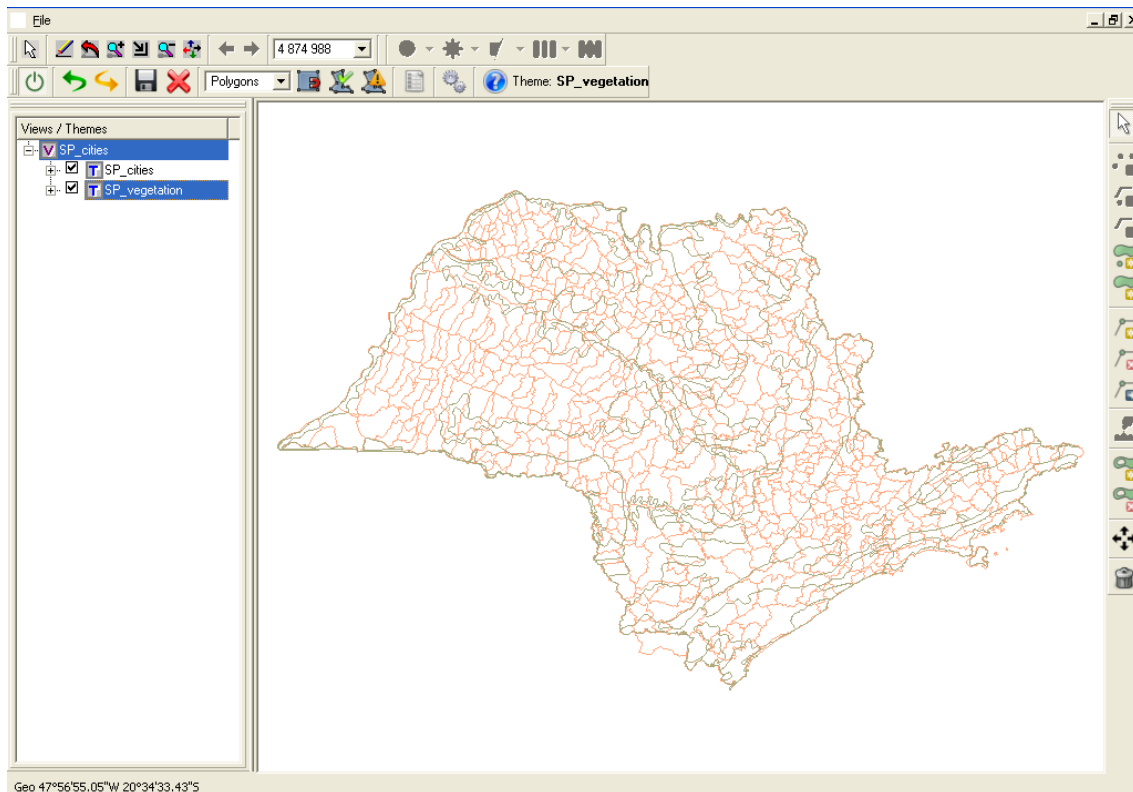 File
4 874 988
Polygons
Theme: SP_vegetation
Views / Themes
V SP_cities
T SP_cities
T SP_vegetation
Geo 47°56'55.05"W 20°34'33.43"S